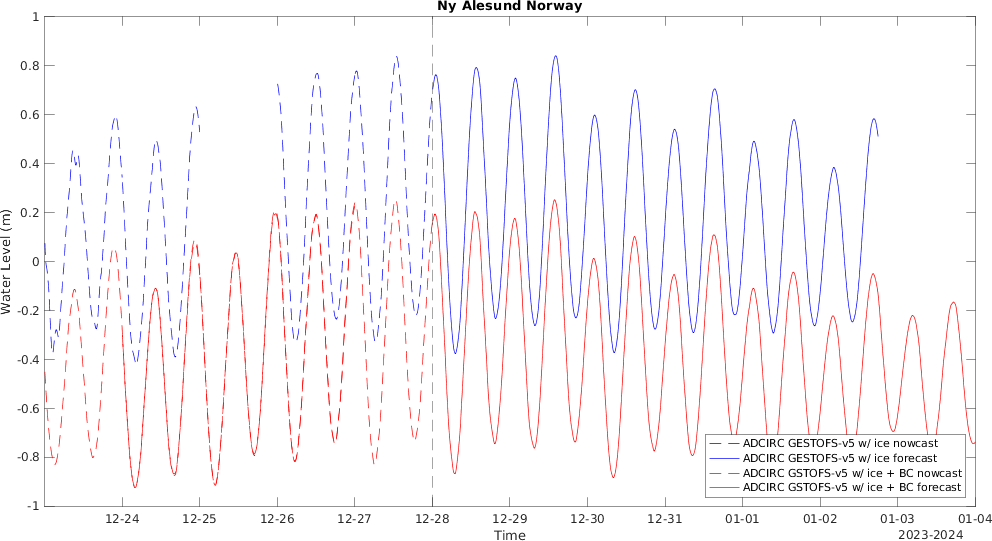 Ny Alesund Norway
Water Level (m)
1
0.8
0.6
0.4
0.2
0
-0.2
-0.4
-0.6
-0.8
-1
ADCIRC GESTOFS-v5 w/ ice nowcast
ADCIRC GESTOFS-v5 w/ ice forecast
ADCIRC GSTOFS-v5 w/ ice + BC nowcast
ADCIRC GSTOFS-v5 w/ ice + BC forecast
12-24 12-25 12-26 12-27 12-28 12-29 12-30 12-31 01-01 01-02 01-03 01-04
Time
2023-2024